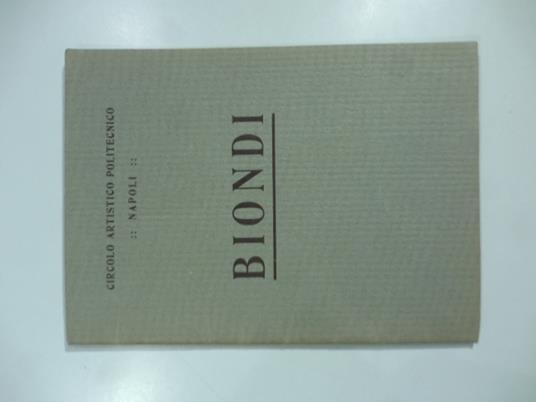 CIRCOLO ARTISTICO POLITECNICO
:: NAPOLI ::
BIONDI